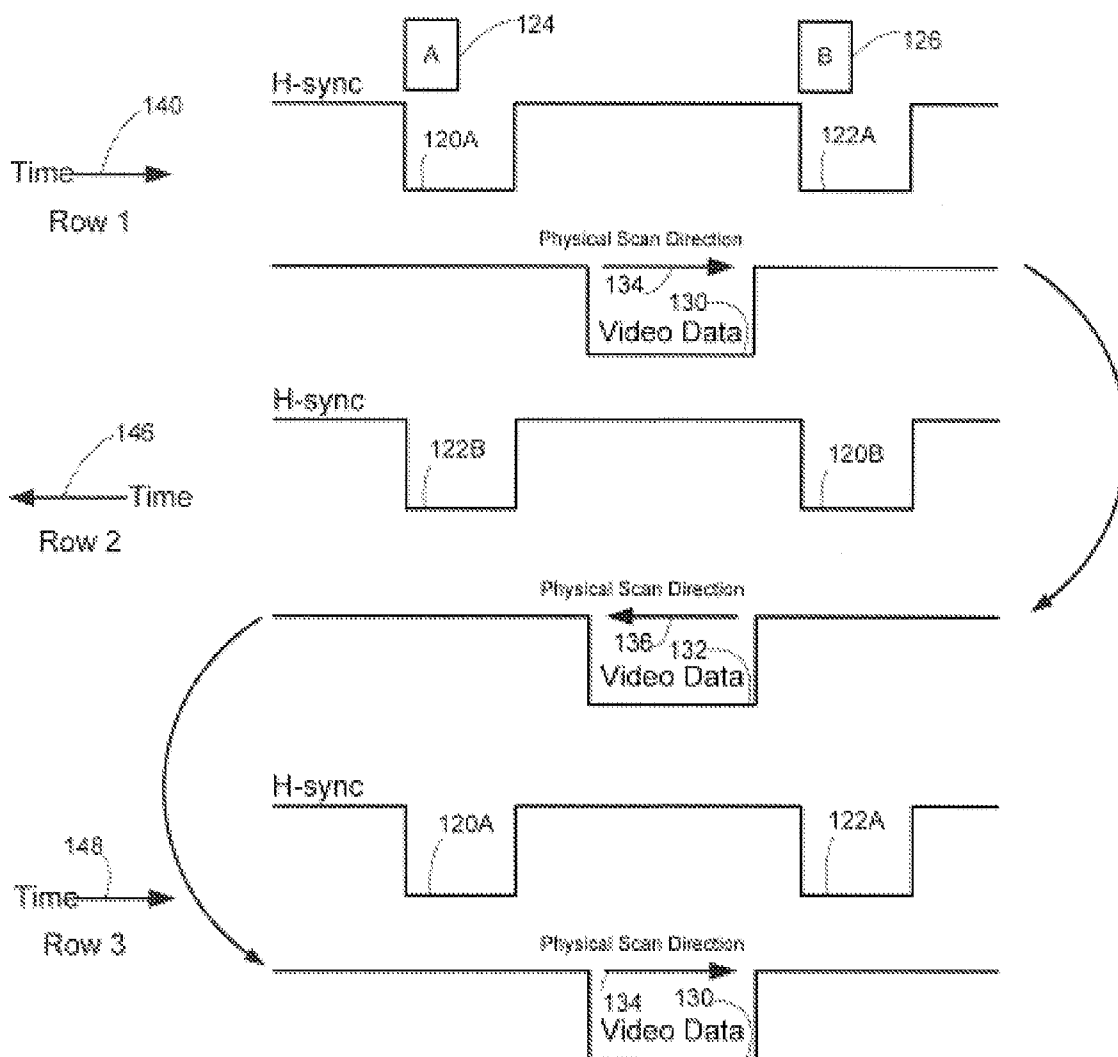 A
124
B
126
H-sync
140
120A
122A
Time
Row 1
Physical Scan Direction
134
130
Video Data
H-sync
146
122B
120B
Time
Row 2
Physical Scan Direction
136
132
Video Data
H-sync
148
120A
122A
Time
Row 3
Physical Scan Direction
134
130
Video Data